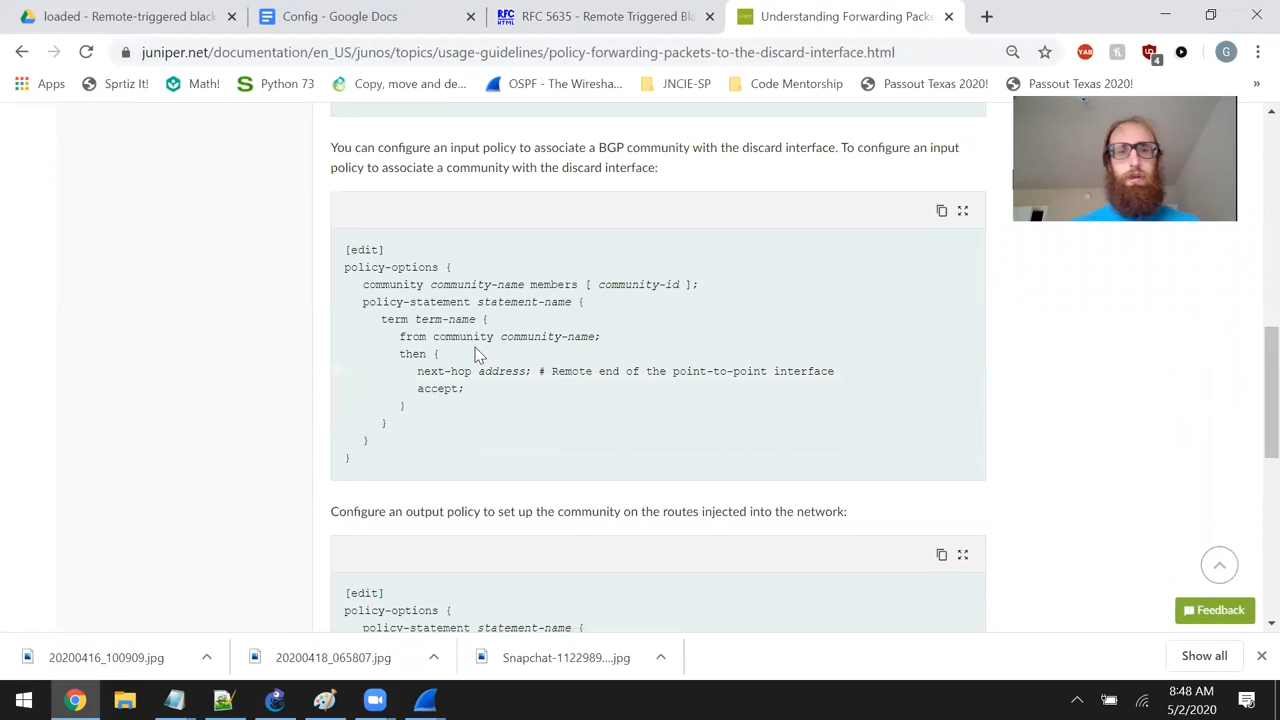 loaded - Remote-triggered blac
Config - Google Docs
RFC HTML
RFC 5635 - Remote Triggered Bl
Understanding Forwarding Packe
juniper.net/documentation/en_US/junos/topics/usage-guidelines/policy-forwarding-packets-to-the-discard-interface.html
YAB
4
G
Apps
Sprtiz It!
Math!
Python 73
Copy, move and de...
OSPF - The Wiresha...
JNCIE-SP
Code Mentorship
Passout Texas 2020!
Passout Texas 2020!
»
You can configure an input policy to associate a BGP community with the discard interface. To configure an input
policy to associate a community with the discard interface:
[edit]
policy-options {
community community-name members [ community-id ];
policy-statement statement-name {
term term-name {
from community community-name;
then {
next-hop address; # Remote end of the point-to-point interface
accept;
}
}
}
}
Configure an output policy to set up the community on the routes injected into the network:
[edit]
policy-options {
policy-statement statement-name {
Feedback
20200416_100909.jpg
20200418_065807.jpg
Snapchat-1122989....jpg
Show all
8:48 AM
5/2/2020